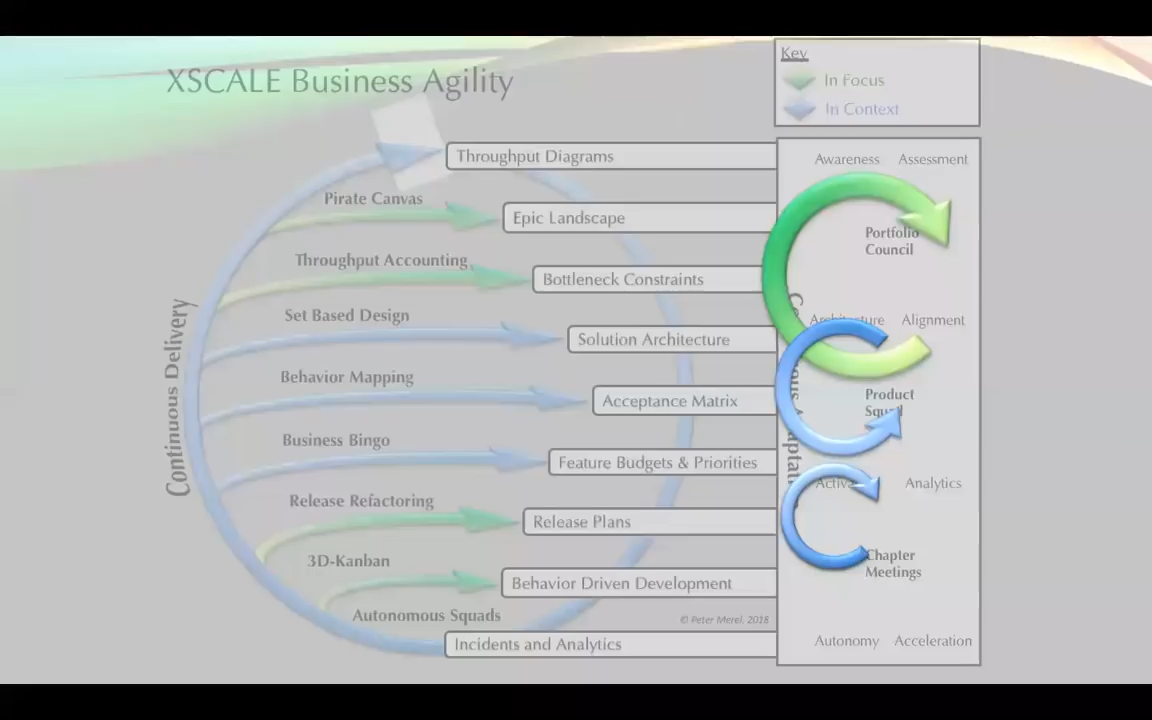 XSCALE Business Agility
Key
In Focus
In Context
Throughput Diagrams
Awareness Assessment
Pirate Canvas
Epic Landscape
Portfolio
Council
Throughput Accounting
Bottleneck Constraints
Set Based Design
Solution Architecture
Architecture Alignment
Behavior Mapping
Acceptance Matrix
Product
Squad
Business Bingo
Feature Budgets & Priorities
Analytics
Release Refactoring
Release Plans
3D-Kanban
Behavior Driven Development
Chapter
Meetings
Autonomous Squads
© Peter Merel, 2018
Incidents and Analytics
Autonomy Acceleration
Continuous Delivery